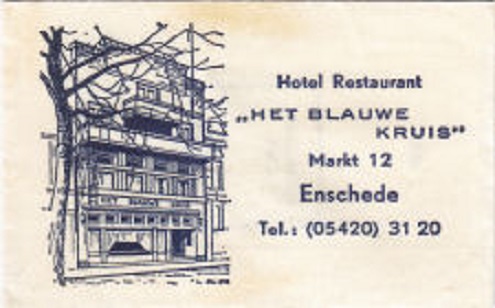 Hotel Restaurant
„HET BLAUWE
KRUIS"
Markt 12
Enschede
Tel.: (05420) 31 20